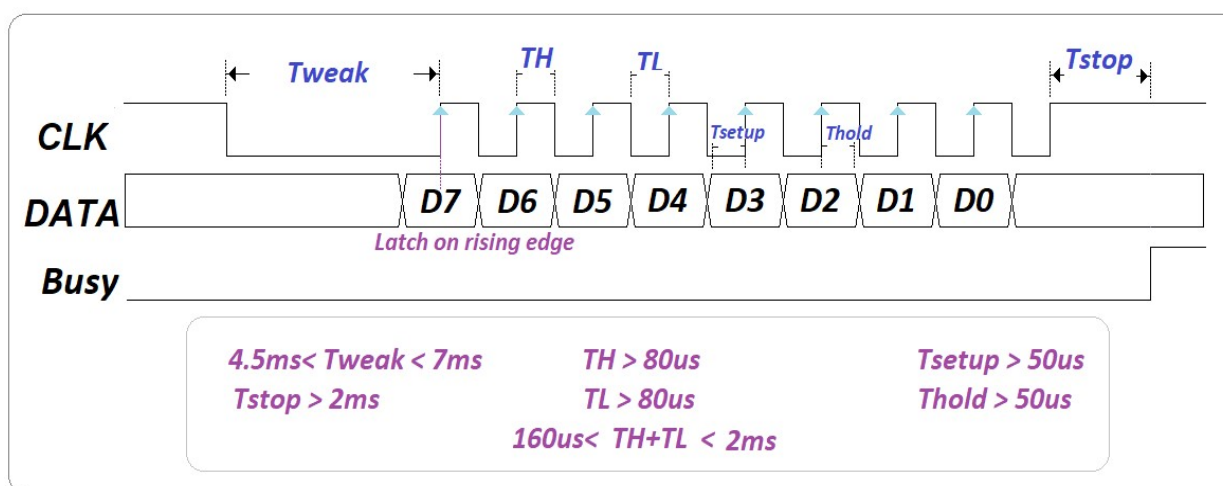 Tweak TH TL Tstop
CLK Tsetup Thold
DATA D7 D6 D5 D4 D3 D2 D1 D0
Latch on rising edge
Busy
4.5ms< Tweak < 7ms TH > 80us Tsetup > 50us
Tstop > 2ms TL > 80us Thold > 50us
160us< TH+TL < 2ms